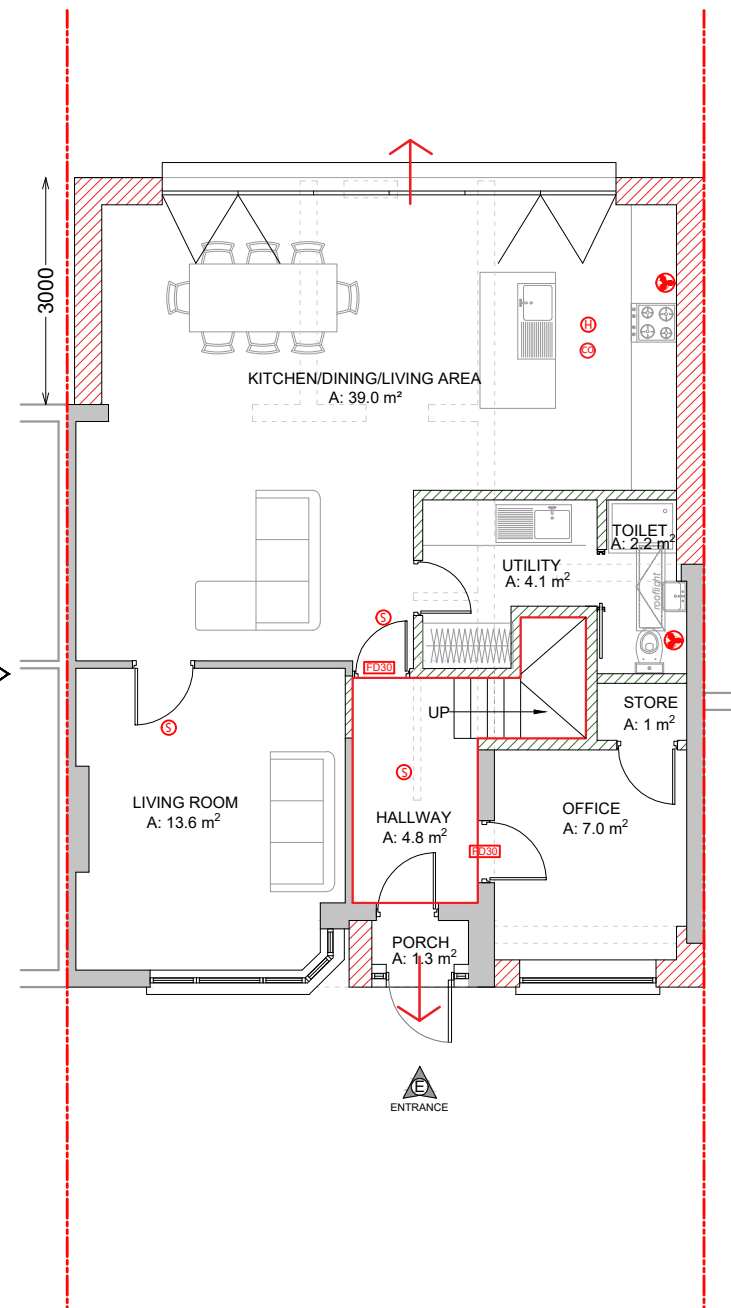 3000
H
CO
KITCHEN/DINING/LIVING AREA
A: 39.0 m²
TOILET
A: 2.2 m²
UTILITY
A: 4.1 m²
rooflight
S
FD30
STORE
A: 1 m²
UP
S
S
LIVING ROOM
A: 13.6 m²
HALLWAY
A: 4.8 m²
OFFICE
A: 7.0 m²
FD30
PORCH
A: 1.3 m²
E
ENTRANCE